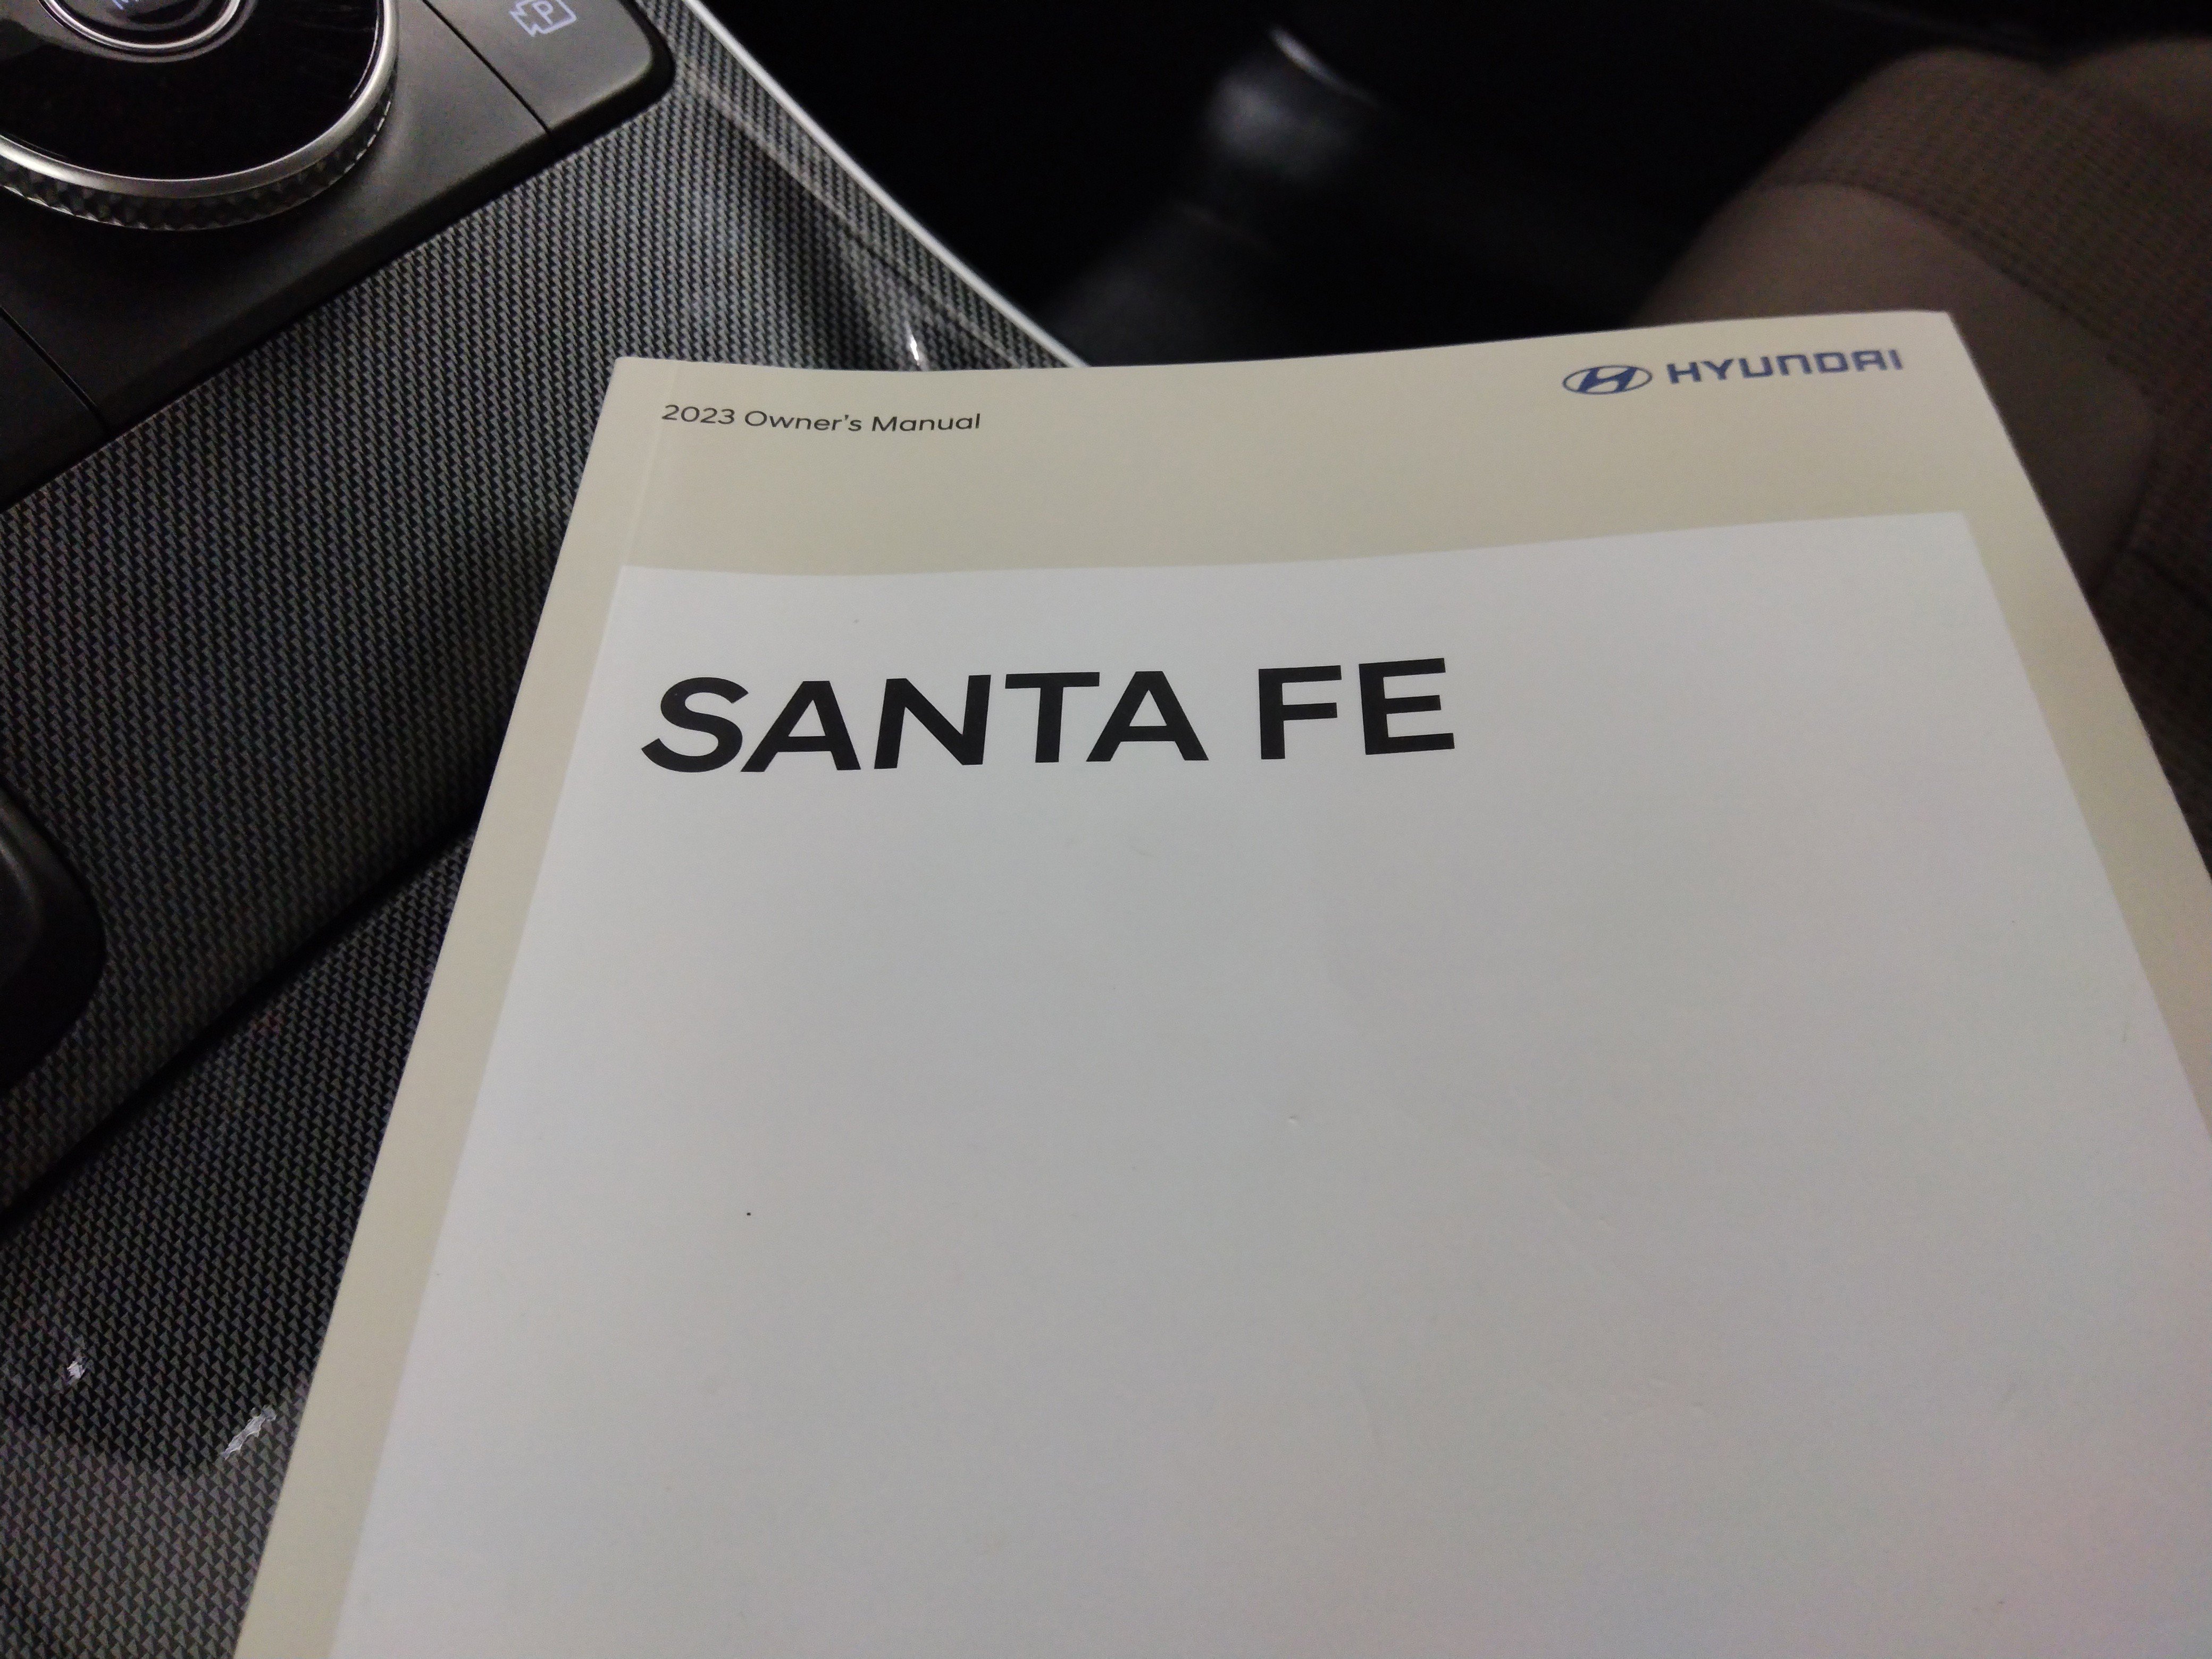 P
2023 Owner's Manual
HYUNDAI
SANTA FE